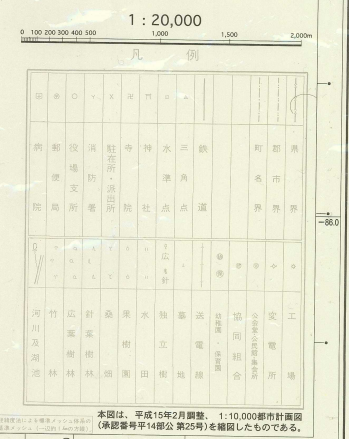 1:20,000
0 100 200 300 400 500 1,000 1,500 2,000m
凡例
県界
都市界
町名界
鉄道
三角点
水準点
神社
寺院
駐在所・派出所
消防署
役場支所
郵便局
病院
工場
変電所
公会堂・公民館・集会所
協同組合
幼稚園 保育園
送電線
墓地
独立樹
水田
果樹園
桑畑
針葉樹林
広葉樹林
竹林
河川及湖池
-86.0
本図は、平成15年2月調整、 1:10,000都市計画図
(承認番号平14部公 第25号)を縮図したものである。